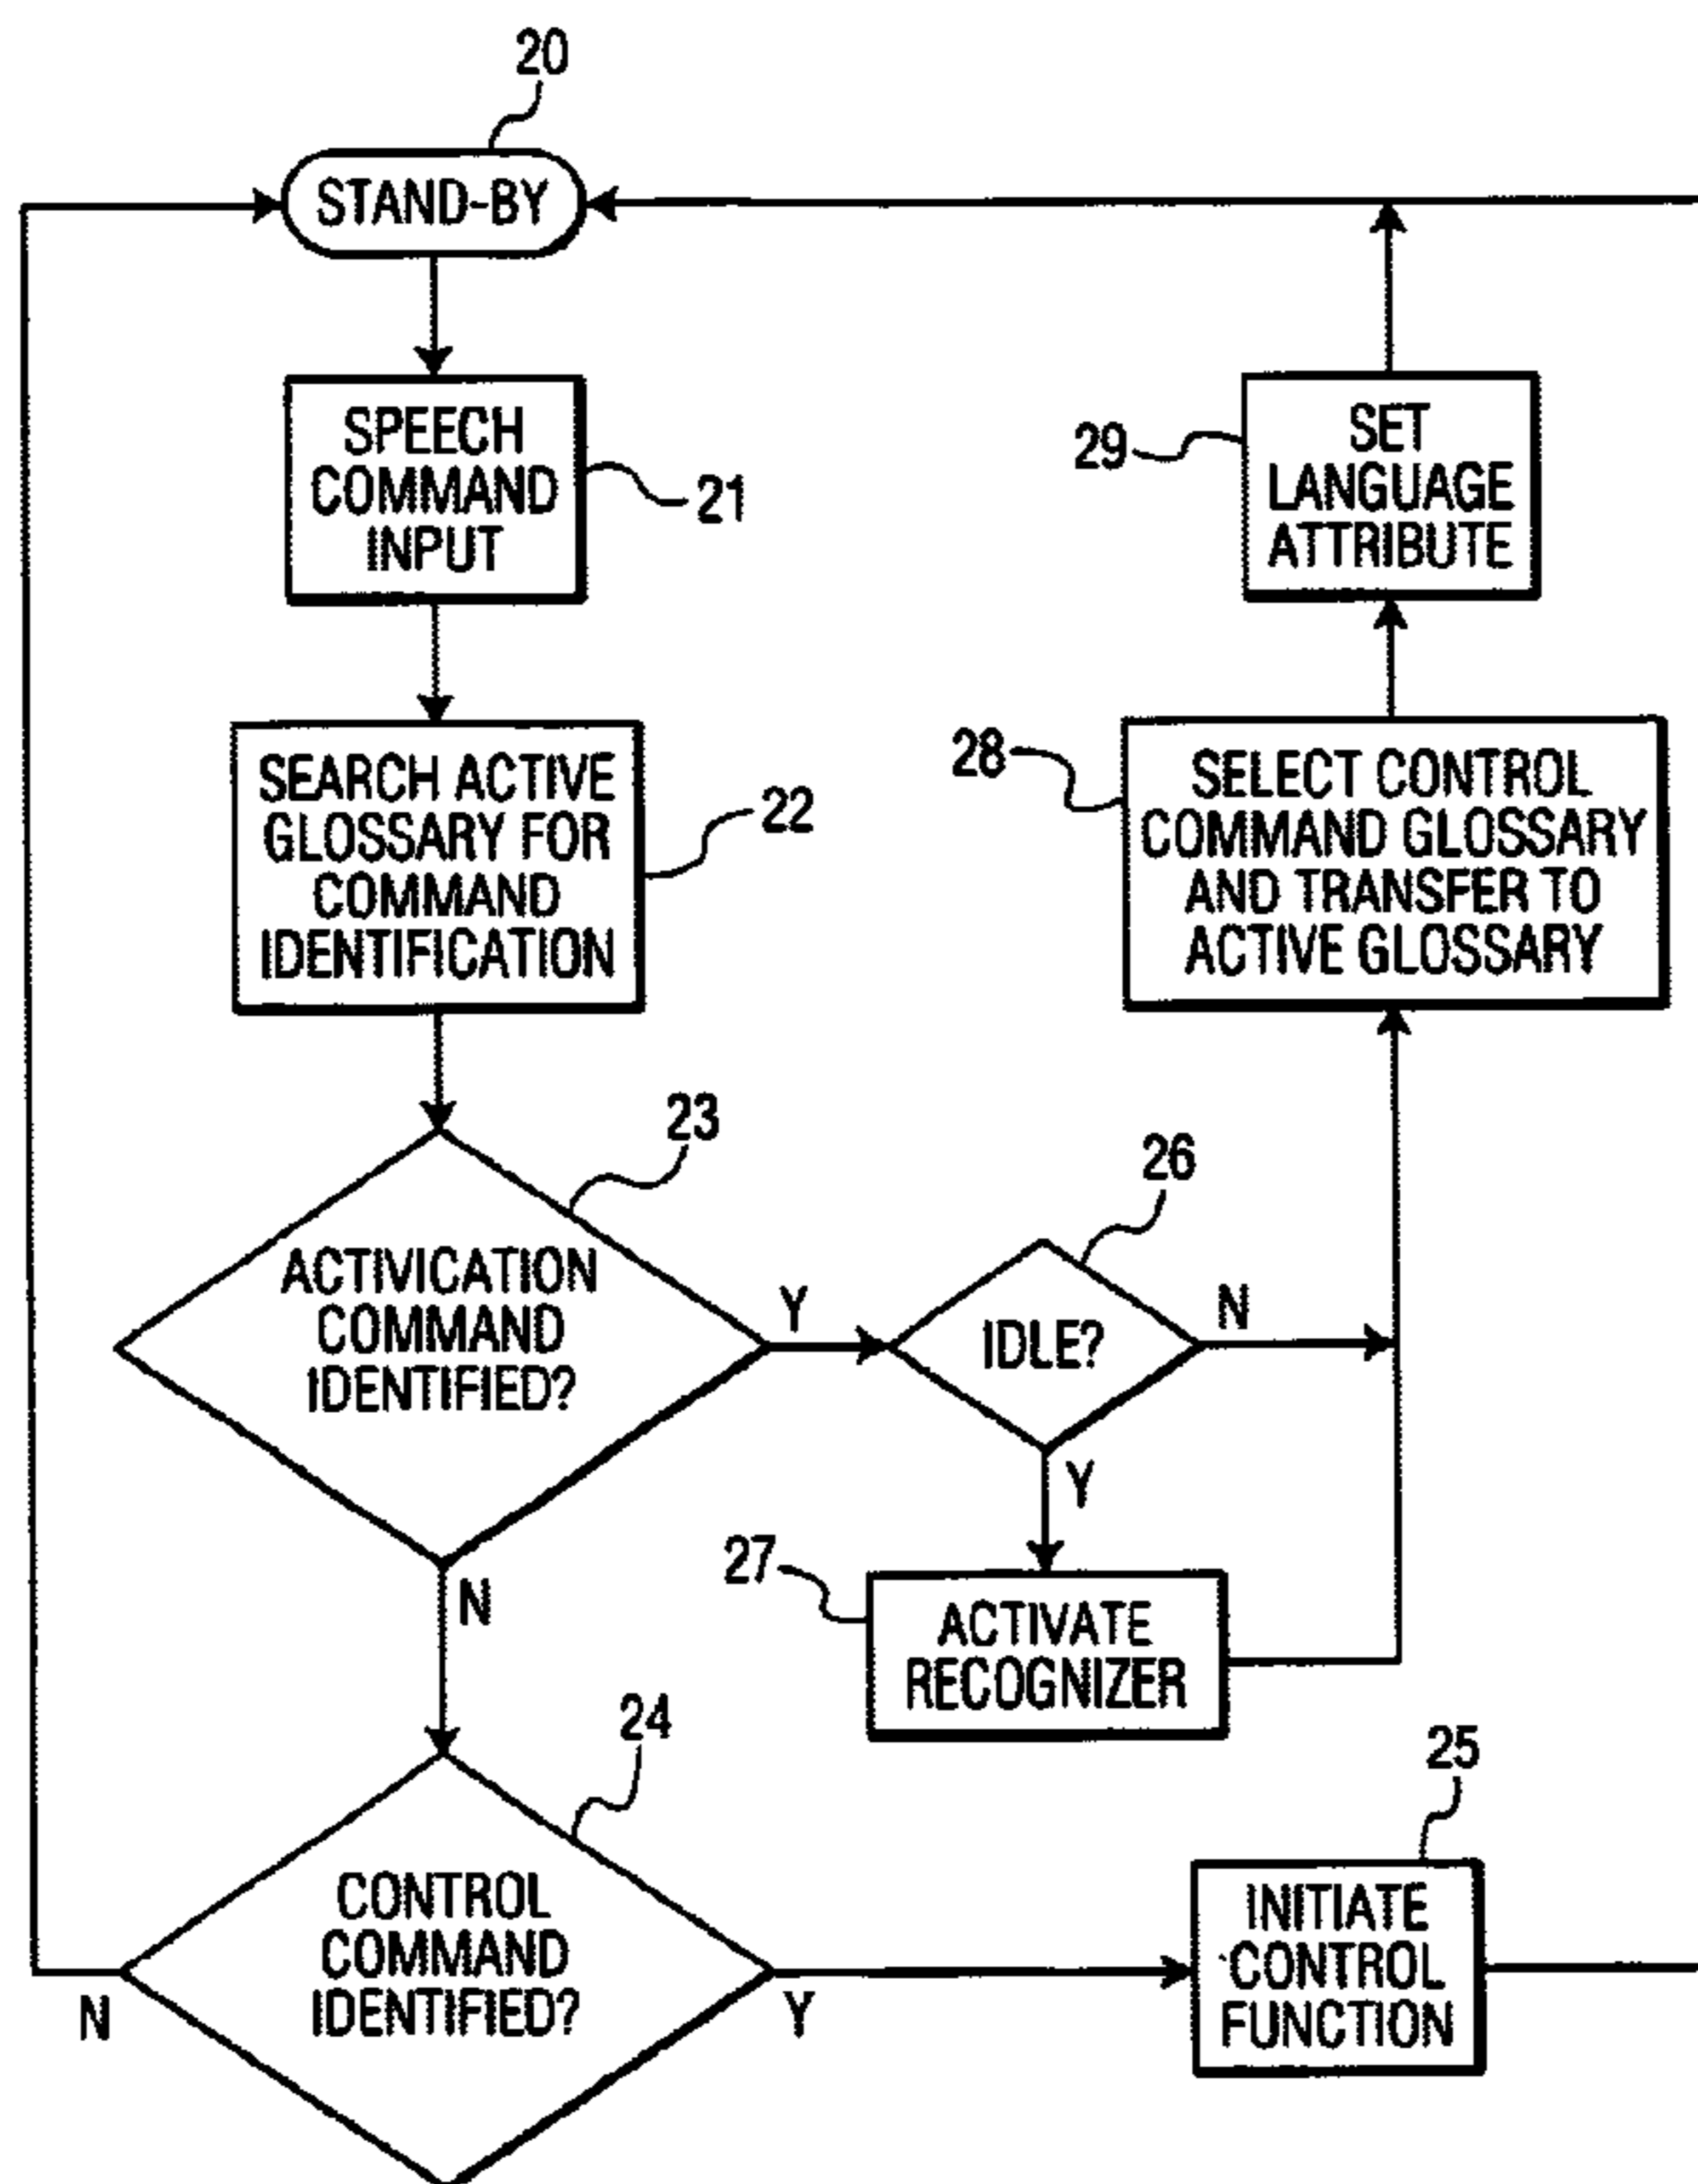 20
STAND-BY
SPEECH
COMMAND
INPUT
21
SEARCH ACTIVE
GLOSSARY FOR
COMMAND
IDENTIFICATION
22
ACTIVICATION
COMMAND
IDENTIFIED?
23
Y
N
IDLE?
26
N
Y
27
ACTIVATE
RECOGNIZER
28
SELECT CONTROL
COMMAND GLOSSARY
AND TRANSFER TO
ACTIVE GLOSSARY
29
SET
LANGUAGE
ATTRIBUTE
24
CONTROL
COMMAND
IDENTIFIED?
N
Y
25
INITIATE
CONTROL
FUNCTION